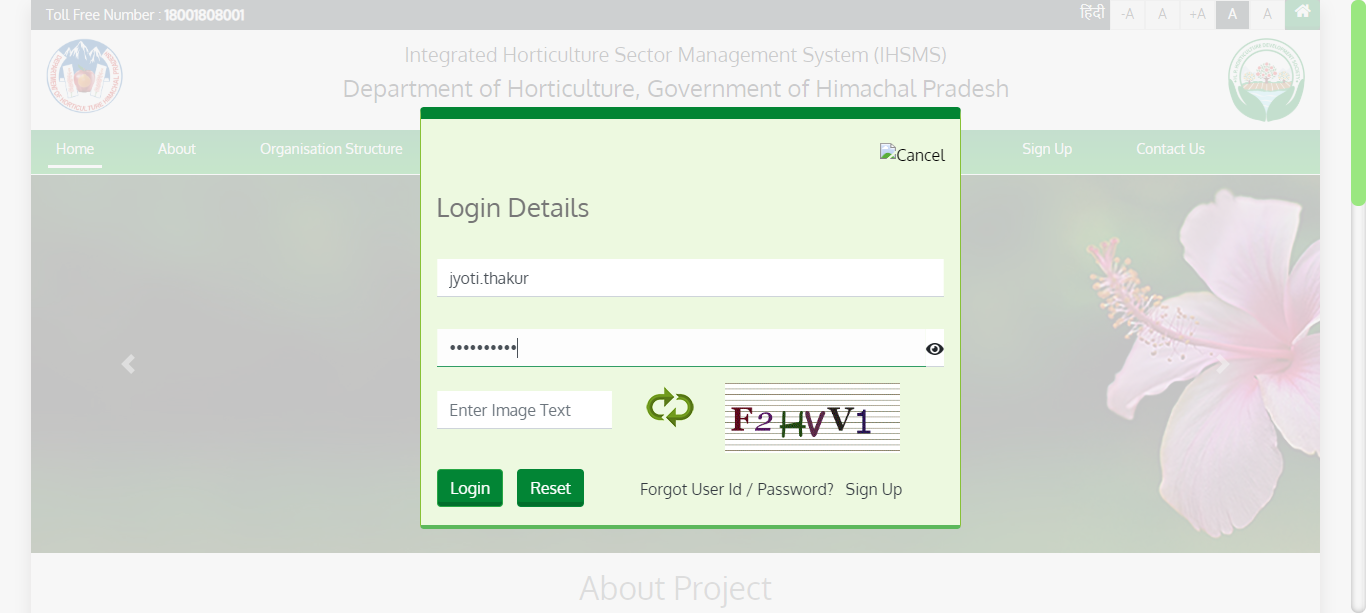 Toll Free Number : 18001808001
हिंदी -A A +A A A
Integrated Horticulture Sector Management System (IHSMS)
Department of Horticulture, Government of Himachal Pradesh
Home About Organisation Structure Sign Up Contact Us
Cancel
Login Details
jyoti.thakur
••••••••••
Enter Image Text
F2HVV1
Login Reset Forgot User Id / Password? Sign Up
About Project